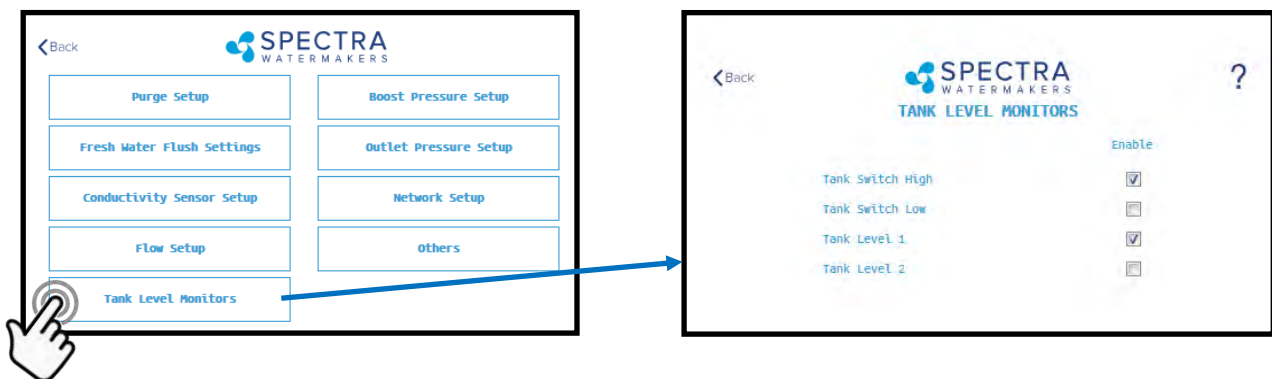 Back
SPECTRA
WATERMAKERS
Purge Setup
Boost Pressure Setup
Fresh Water Flush Settings
Outlet Pressure Setup
Conductivity Sensor Setup
Network Setup
Flow Setup
Others
Tank Level Monitors
Back
SPECTRA
WATERMAKERS
?
TANK LEVEL MONITORS
Enable
Tank Switch High
Tank Switch Low
Tank Level 1
Tank Level 2